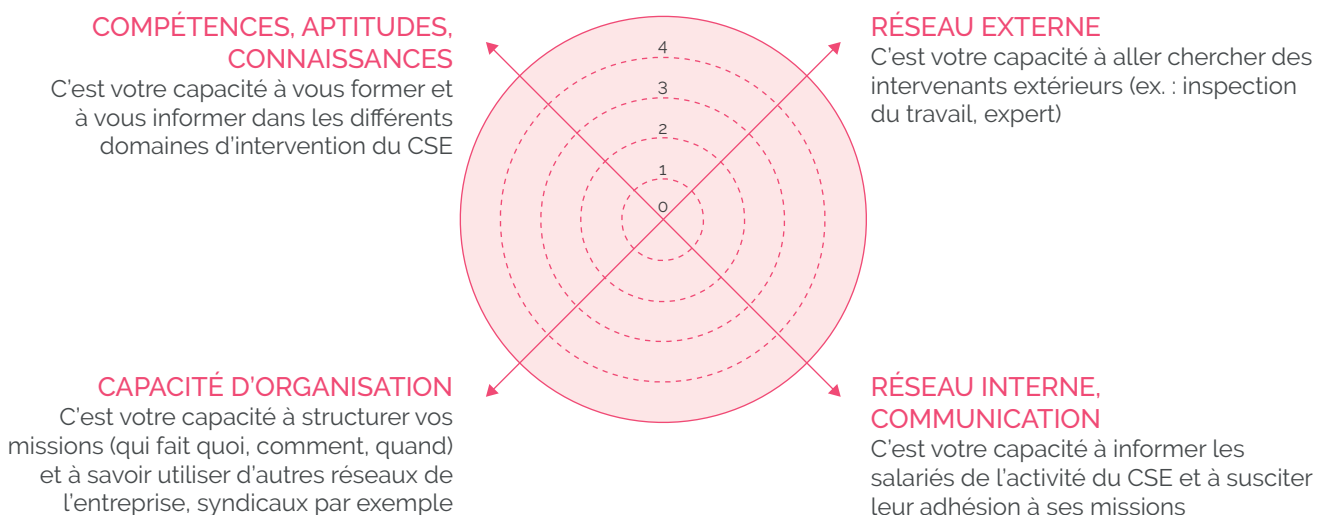 COMPÉTENCES, APTITUDES,
CONNAISSANCES
C'est votre capacité à vous former et
à vous informer dans les différents
domaines d'intervention du CSE
4
3
2
1
0
RÉSEAU EXTERNE
C'est votre capacité à aller chercher des
intervenants extérieurs (ex. : inspection
du travail, expert)
CAPACITÉ D'ORGANISATION
C'est votre capacité à structurer vos
missions (qui fait quoi, comment, quand)
et à savoir utiliser d'autres réseaux de
l'entreprise, syndicaux par exemple
RÉSEAU INTERNE,
COMMUNICATION
C'est votre capacité à informer les
salariés de l'activité du CSE et à susciter
leur adhésion à ses missions